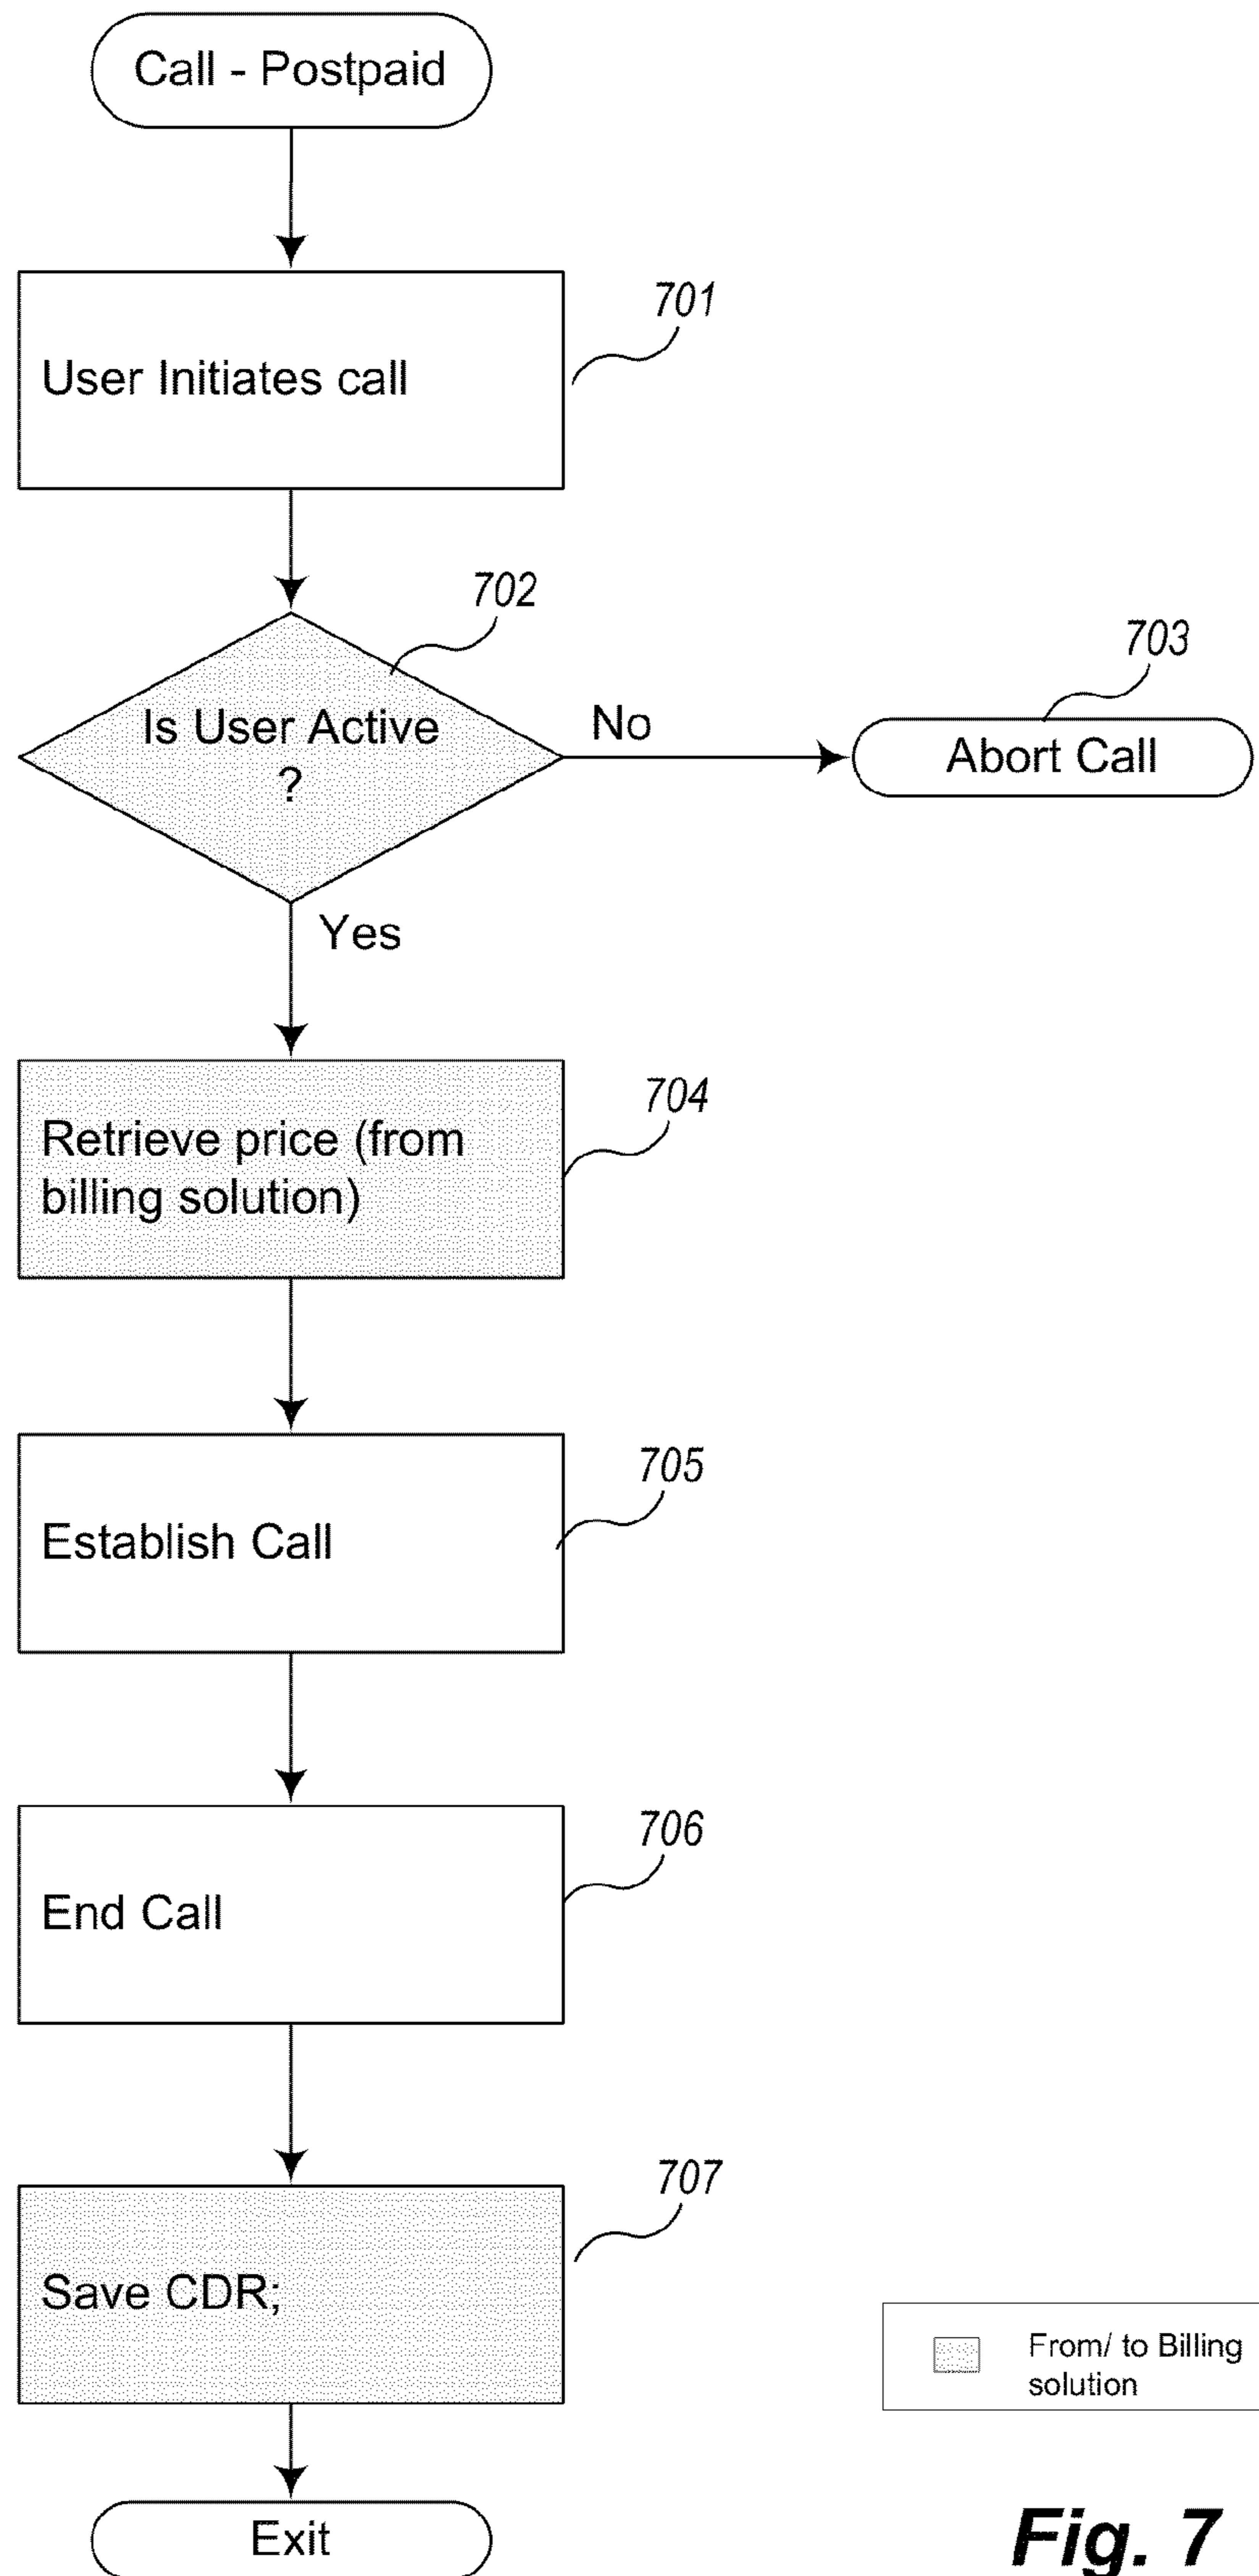 Call - Postpaid
701
User Initiates call
702
703
Is User Active
?
No
Abort Call
Yes
704
Retrieve price (from
billing solution)
705
Establish Call
706
End Call
707
Save CDR;
From/ to Billing
solution
Exit
Fig. 7